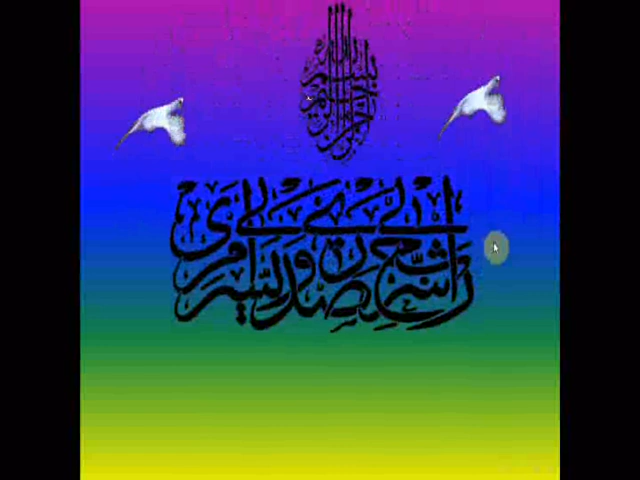 بسم الله الرحمن الرحيم
رب اشرح لي صدري ويسر لي أمري